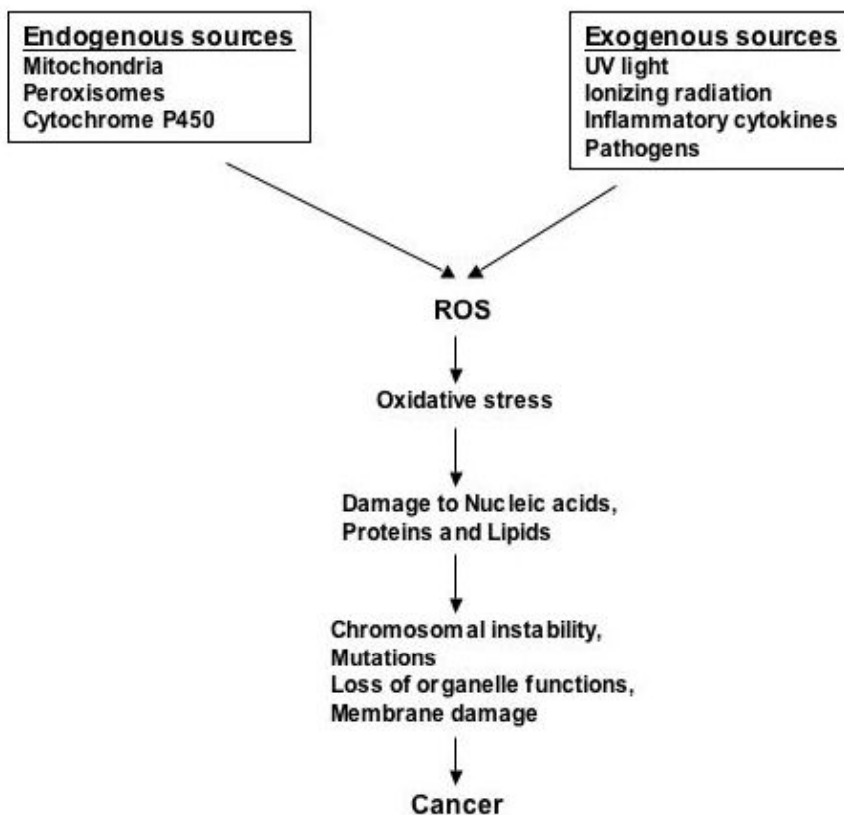 Endogenous sources
Mitochondria
Peroxisomes
Cytochrome P450
Exogenous sources
UV light
Ionizing radiation
Inflammatory cytokines
Pathogens
ROS
Oxidative stress
Damage to Nucleic acids,
Proteins and Lipids
Chromosomal instability,
Mutations
Loss of organelle functions,
Membrane damage
Cancer